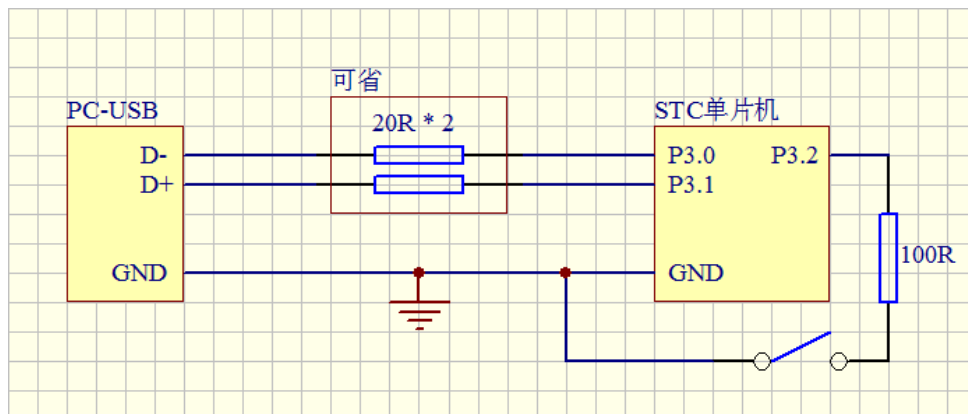 可省
PC-USB
STC单片机
20R * 2
D-
P3.0
P3.2
D+
P3.1
100R
GND
GND